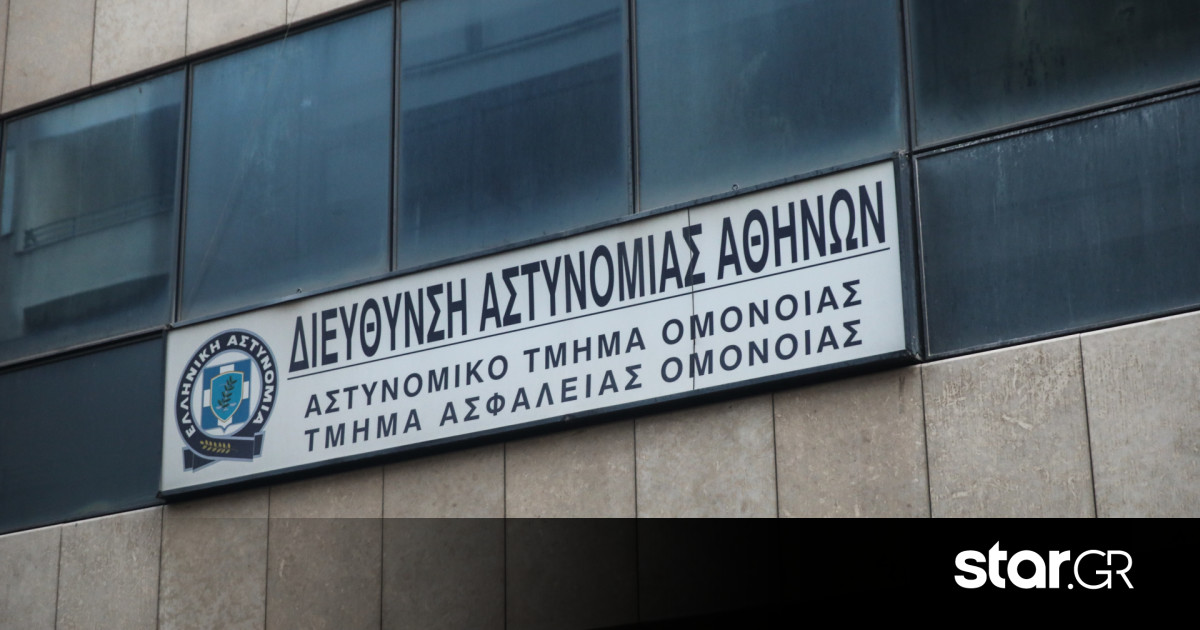 ΔΙΕΥΘΥΝΣΗ ΑΣΤΥΝΟΜΙΑΣ ΑΘΗΝΩΝ
ΑΣΤΥΝΟΜΙΚΟ ΤΜΗΜΑ ΟΜΟΝΟΙΑΣ
ΤΜΗΜΑ ΑΣΦΑΛΕΙΑΣ ΟΜΟΝΟΙΑΣ
ΕΛΛΗΝΙΚΗ ΑΣΤΥΝΟΜΙΑ
star.GR